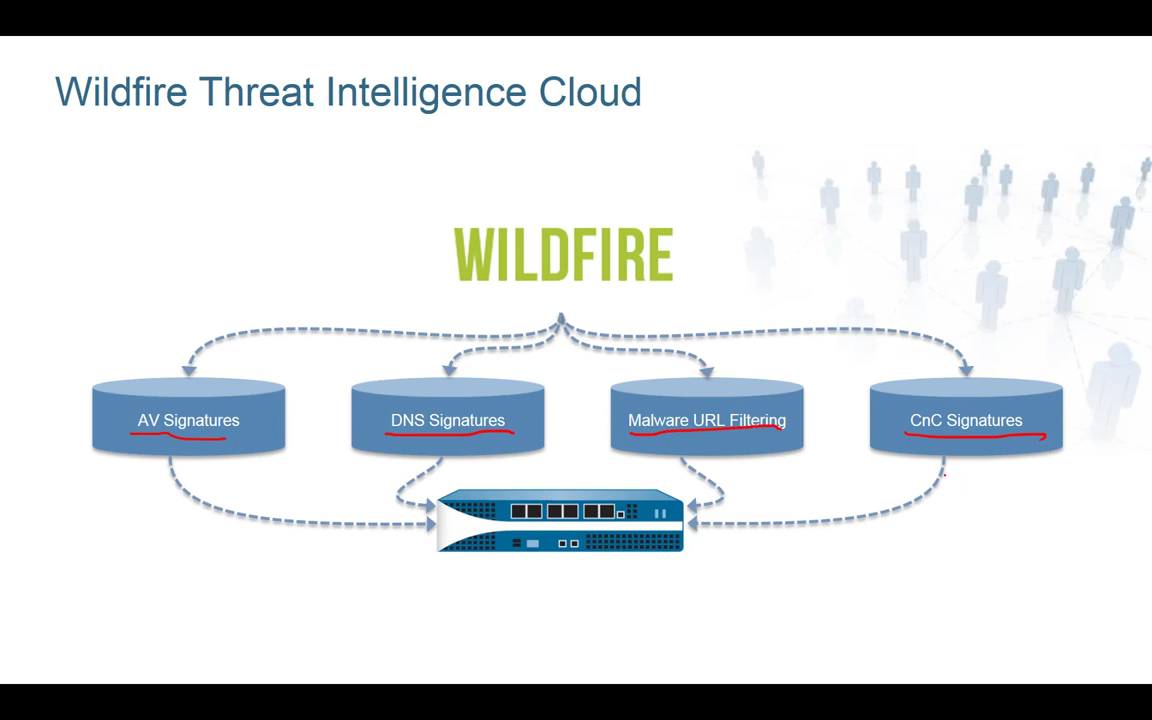 Wildfire Threat Intelligence Cloud
WILDFIRE
AV Signatures
DNS Signatures
Malware URL Filtering
CnC Signatures